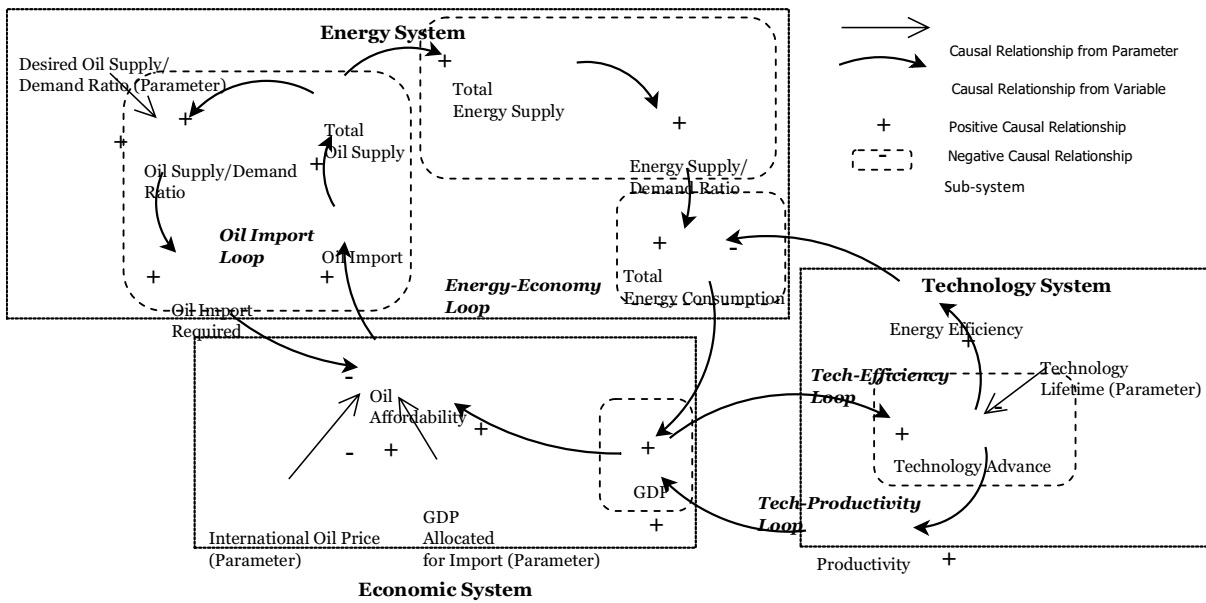 Energy System
Desired Oil Supply/
Demand Ratio (Parameter)
+
+
+
Total
Energy Supply
+
Total
Oil Supply
+
Oil Supply/Demand
Ratio
Energy Supply/
Demand Ratio
Oil Import
Loop
Oil Import
+
+
+
-
Total
Energy Consumption
Energy-Economy
Loop
Oil Import
Required
Causal Relationship from Parameter
Causal Relationship from Variable
+
Positive Causal Relationship
-
Negative Causal Relationship
Sub-system
Technology System
Energy Efficiency
+
Technology
Lifetime (Parameter)
-
Tech-Efficiency
Loop
+
Technology Advance
-
Oil
Affordability
+
-
+
+
GDP
+
Tech-Productivity
Loop
International Oil Price
(Parameter)
GDP
Allocated
for Import (Parameter)
Productivity
+
Economic System